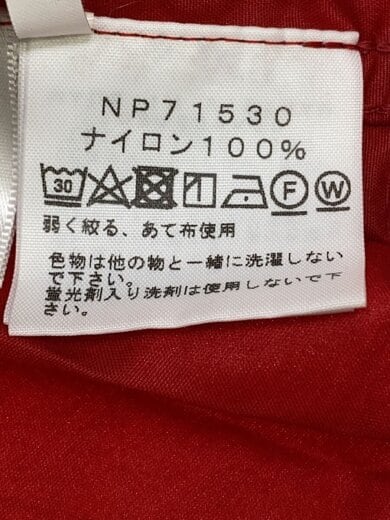 NP71530
ナイロン100%
30 F W
弱く絞る、あて布使用
色物は他の物と一緒に洗濯しない
で下さい。
蛍光剤入り洗剤は使用しないで下
さい。